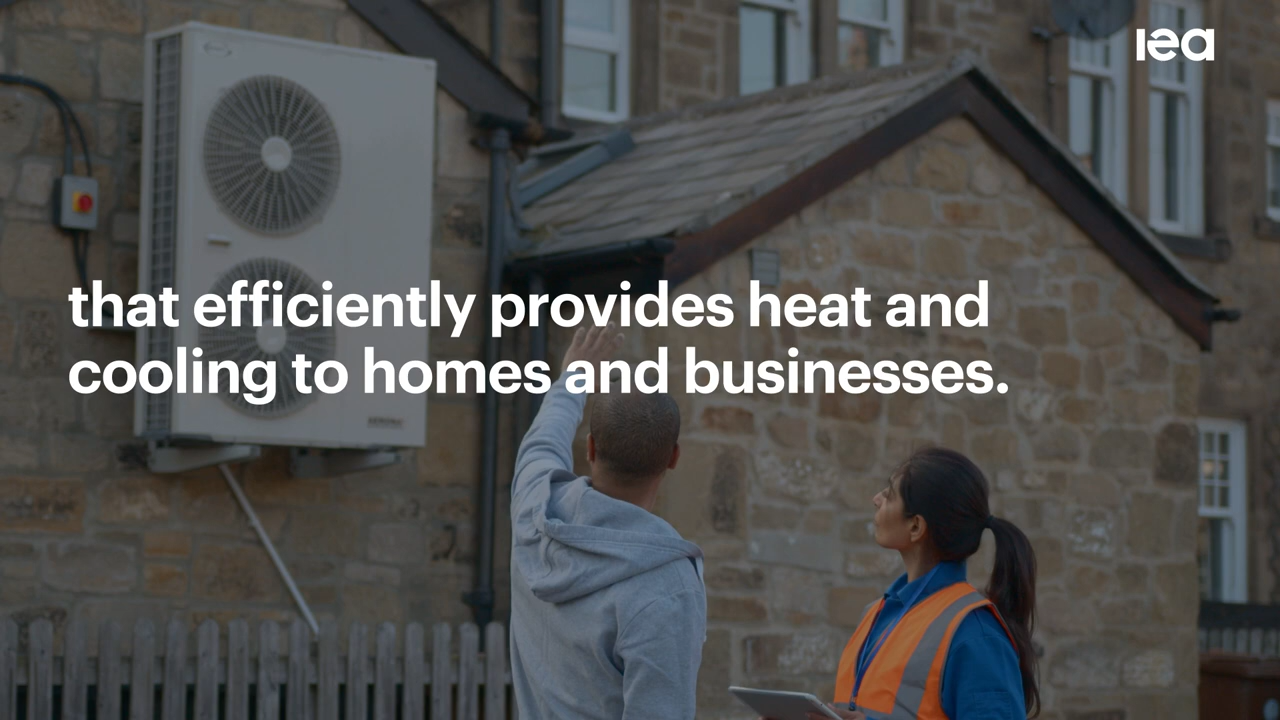 iea
that efficiently provides heat and
cooling to homes and businesses.